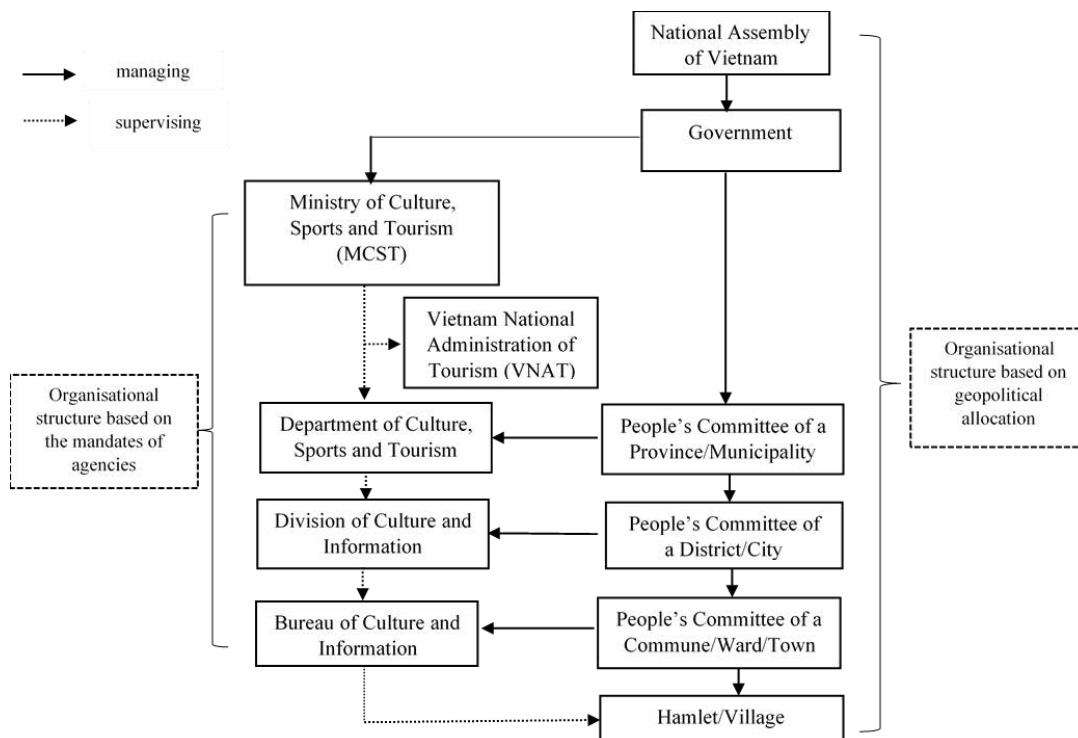 National Assembly
of Vietnam
managing
supervising
Government
Ministry of Culture,
Sports and Tourism
(MCST)
Vietnam National
Administration of
Tourism (VNAT)
Organisational
structure based on
the mandates of
agencies
Organisational
structure based on
geopolitical
allocation
Department of Culture,
Sports and Tourism
People’s Committee of a
Province/Municipality
Division of Culture and
Information
People’s Committee of
a District/City
Bureau of Culture and
Information
People’s Committee of a
Commune/Ward/Town
Hamlet/Village